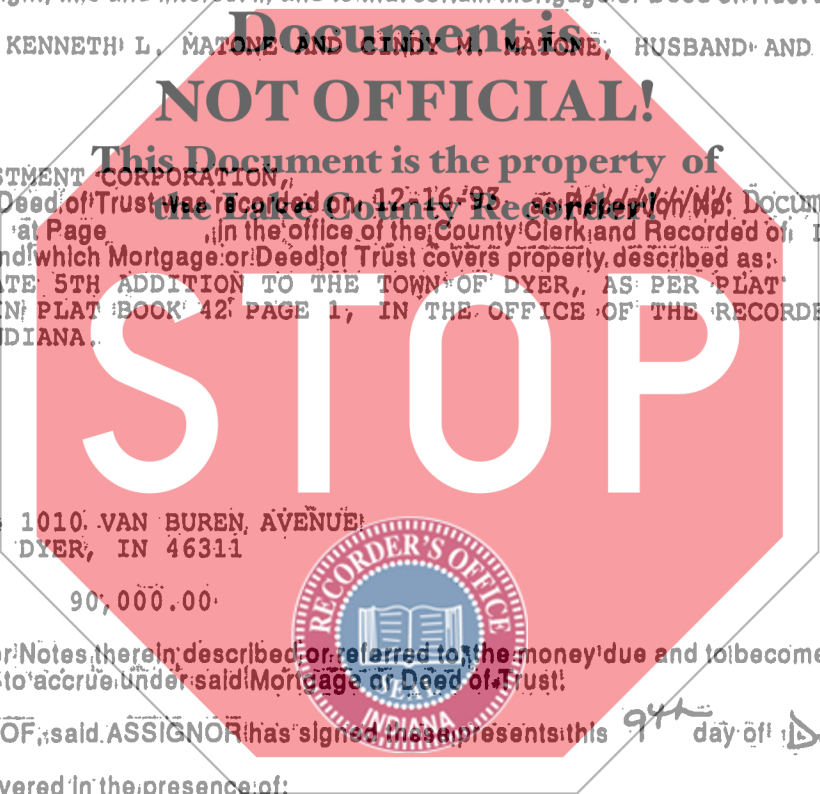 Document is
KENNETH L. MATONE AND CINDY M. MATONE, HUSBAND AND
NOT OFFICIAL!
This Document is the property of
STMENT CORPORATION,
the Lake County Recorder!
Deed of Trust was recorded on 12-16-93 No. Docum
at Page , in the office of the County Clerk and Recorded of
nd which Mortgage or Deed of Trust covers property described as:
ATE 5TH ADDITION TO THE TOWN OF DYER, AS PER PLAT
IN PLAT BOOK 42 PAGE 1, IN THE OFFICE OF THE RECORDE
NDIANA.
STOP
1010 VAN BUREN AVENUE
DYER, IN 46311
90,000.00
RECORDER'S OFFICE
SEAL
INDIANA
or Notes therein described or referred to, the money due and to become
to accrue under said Mortgage or Deed of Trust.
OF, said ASSIGNOR has signed these presents this 9th day of D
vered in the presence of: